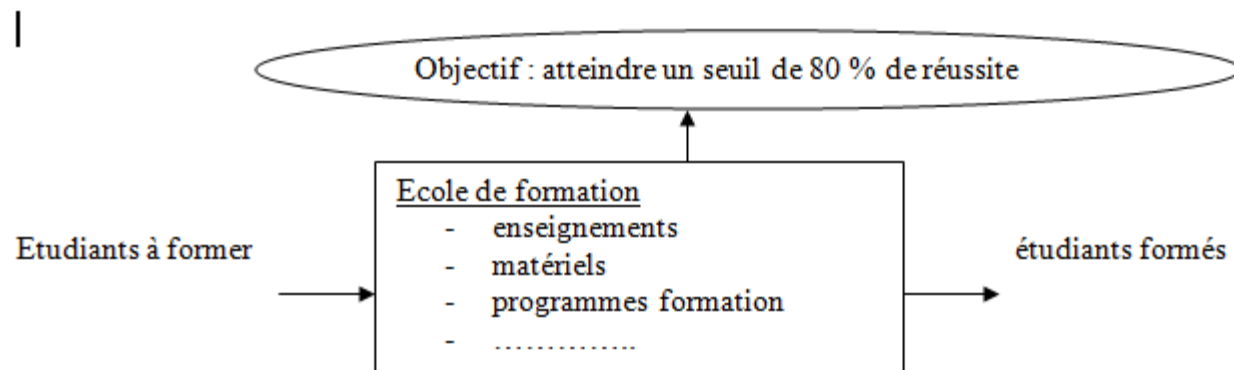 Objectif : atteindre un seuil de 80 % de réussite
Ecole de formation
- enseignements
Etudiants à former
étudiants formés
- matériels
- programmes formation
- …………..